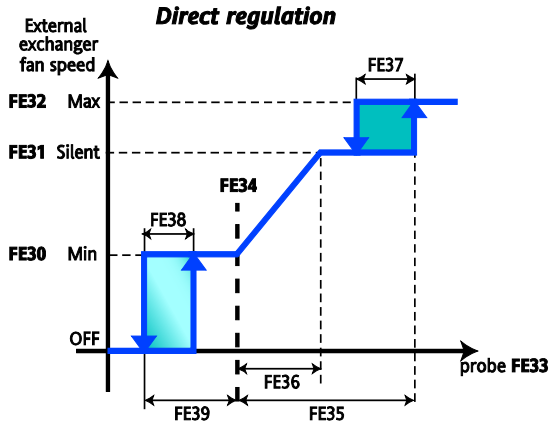 Direct regulation
External
exchanger
fan speed
FE37
FE32 Max
FE31 Silent
FE34
FE38
FE30 Min
OFF
probe FE33
FE36
FE39
FE35